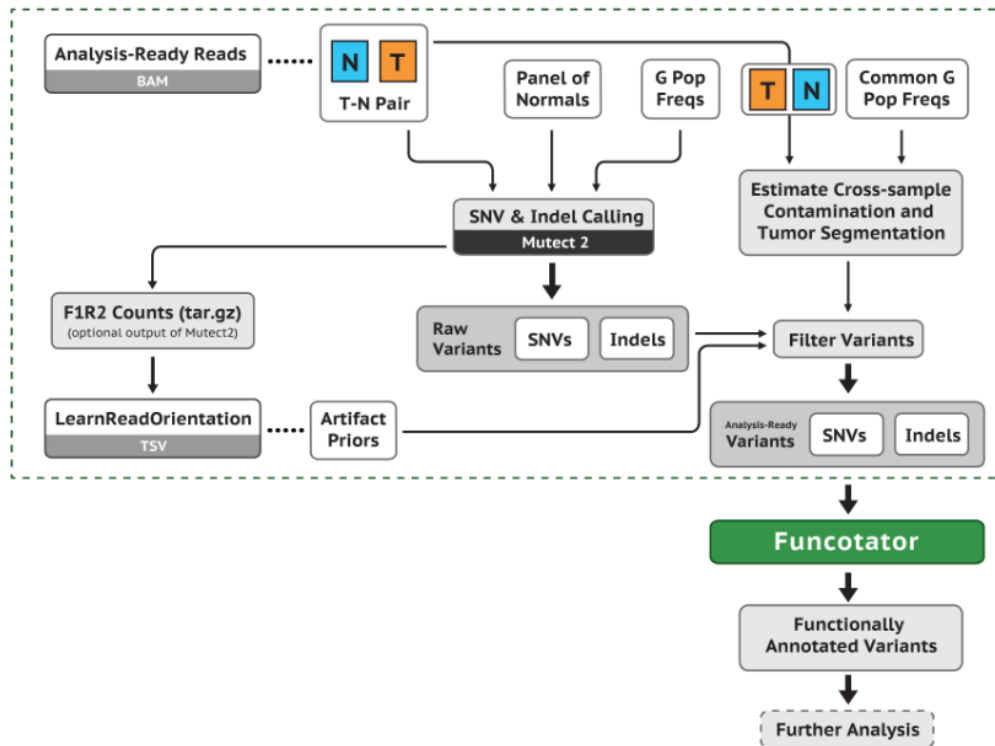 Analysis-Ready Reads
BAM
N T
T-N Pair
Panel of
Normals
G Pop
Freqs
T N
Common G
Pop Freqs
SNV & Indel Calling
Mutect 2
Estimate Cross-sample
Contamination and
Tumor Segmentation
F1R2 Counts (tar.gz)
(optional output of Mutect2)
Raw
Variants
SNVs
Indels
Filter Variants
LearnReadOrientation
TSV
Artifact
Priors
Analysis-Ready
Variants
SNVs
Indels
Funcotator
Functionally
Annotated Variants
Further Analysis